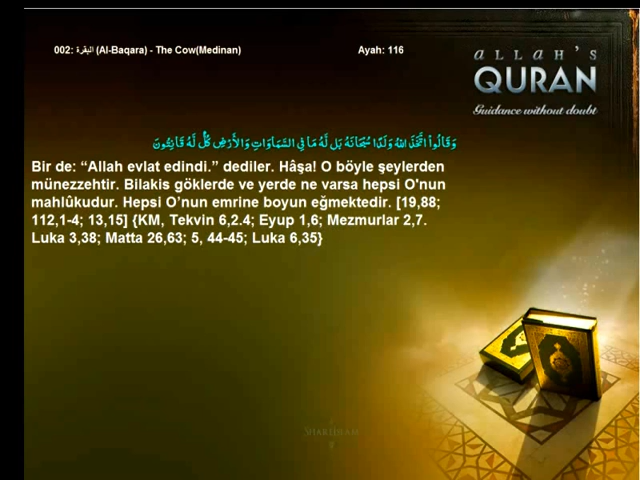 002: البقرة (Al-Baqara) - The Cow(Medinan) Ayah: 116
ALLAH'S
QURAN
Guidance without doubt
وَقَالُواْ اتَّخَذَ اللّهُ وَلَدًا سُبْحَانَهُ بَل لَّهُ مَا فِي السَّمَاوَاتِ وَالأَرْضِ كُلٌّ لَّهُ قَانِتُونَ
Bir de: “Allah evlat edindi.” dediler. Hâşa! O böyle şeylerden
münezzehtir. Bilakis göklerde ve yerde ne varsa hepsi O'nun
mahlûkudur. Hepsi O’nun emrine boyun eğmektedir. [19,88;
112,1-4; 13,15] {KM, Tekvin 6,2.4; Eyup 1,6; Mezmurlar 2,7.
Luka 3,38; Matta 26,63; 5, 44-45; Luka 6,35}